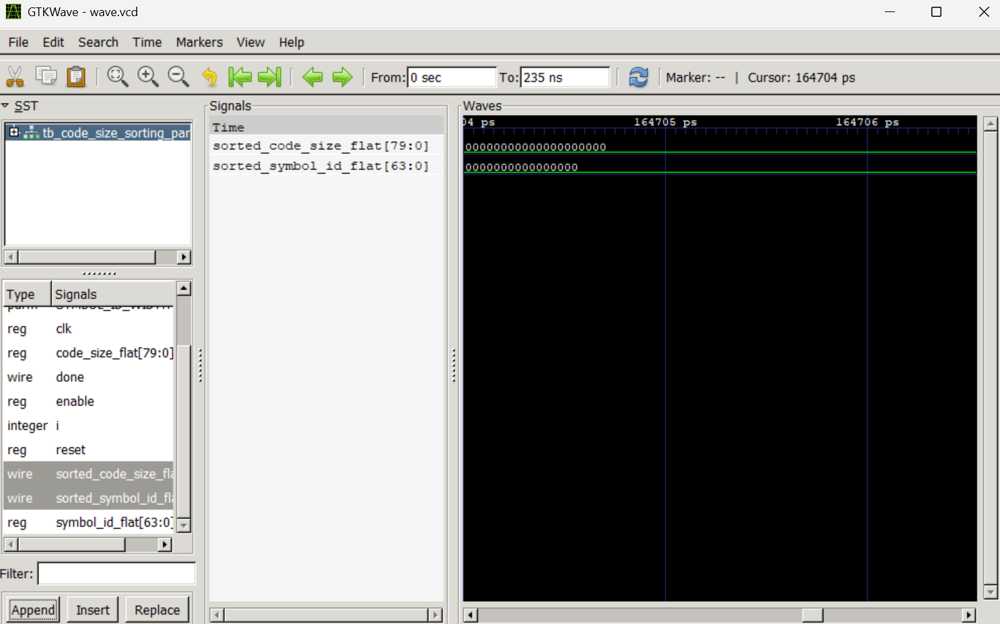 GTKWave - wave.vcd
File Edit Search Time Markers View Help
From: 0 sec To: 235 ns Marker: -- | Cursor: 164704 ps
SST
tb_code_size_sorting_par
Type Signals
reg clk
reg code_size_flat[79:0]
wire done
reg enable
integer i
reg reset
wire sorted_code_size_fla
wire sorted_symbol_id_fl
reg symbol_id_flat[63:0]
Filter:
Append Insert Replace
Signals
Time
sorted_code_size_flat[79:0]
sorted_symbol_id_flat[63:0]
Waves
04 ps 164705 ps 164706 ps
00000000000000000000
0000000000000000